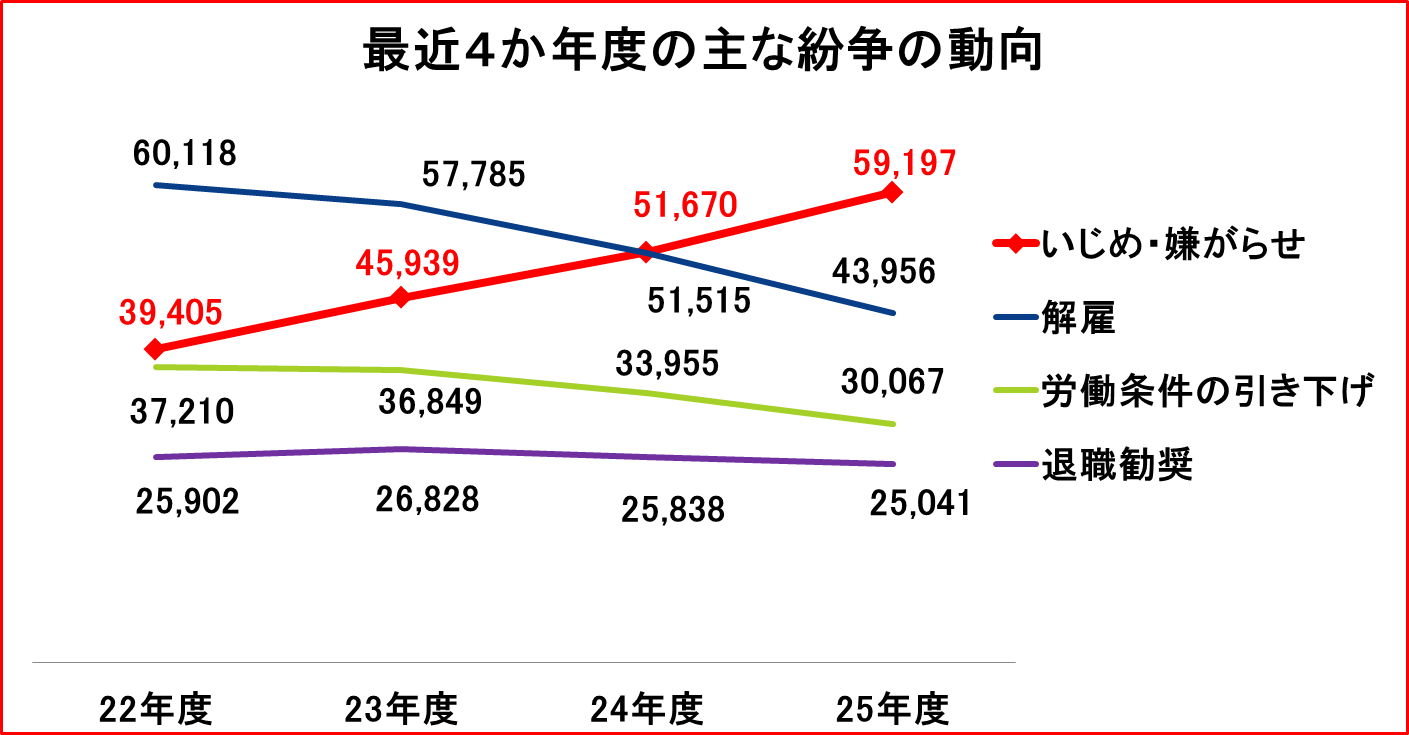 最近４か年度の主な紛争の動向
60,118
57,785
51,670
59,197
39,405
45,939
51,515
43,956
37,210
36,849
33,955
30,067
25,902
26,828
25,838
25,041
いじめ・嫌がらせ
解雇
労働条件の引き下げ
退職勧奨
22年度
23年度
24年度
25年度